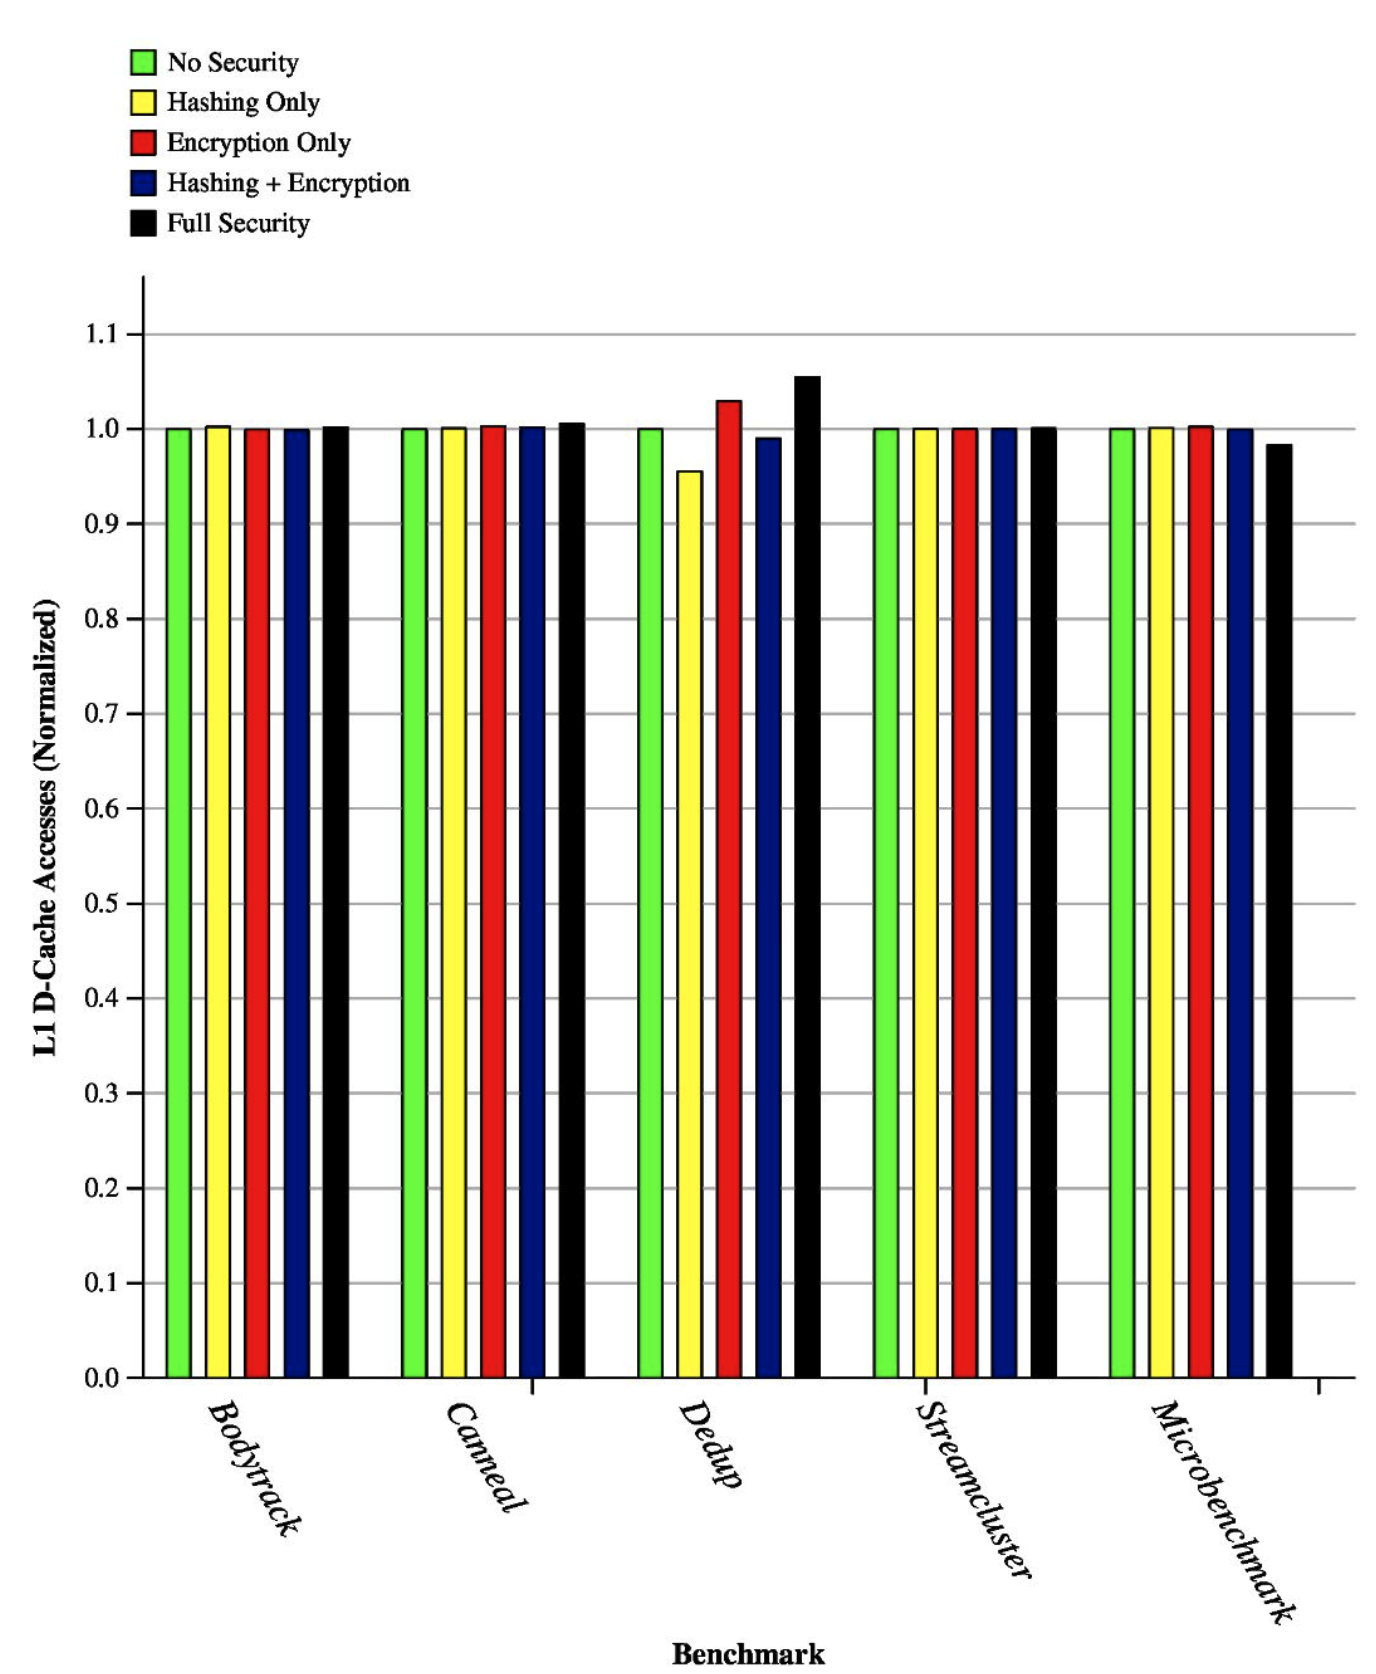 No Security
Hashing Only
Encryption Only
Hashing + Encryption
Full Security
1.1
1.0
0.9
0.8
0.7
0.6
0.5
0.4
0.3
0.2
0.1
0.0
L1 D-Cache Accesses (Normalized)
Bodytrack
Canneal
Dedup
Streamcluster
Microbenchmark
Benchmark